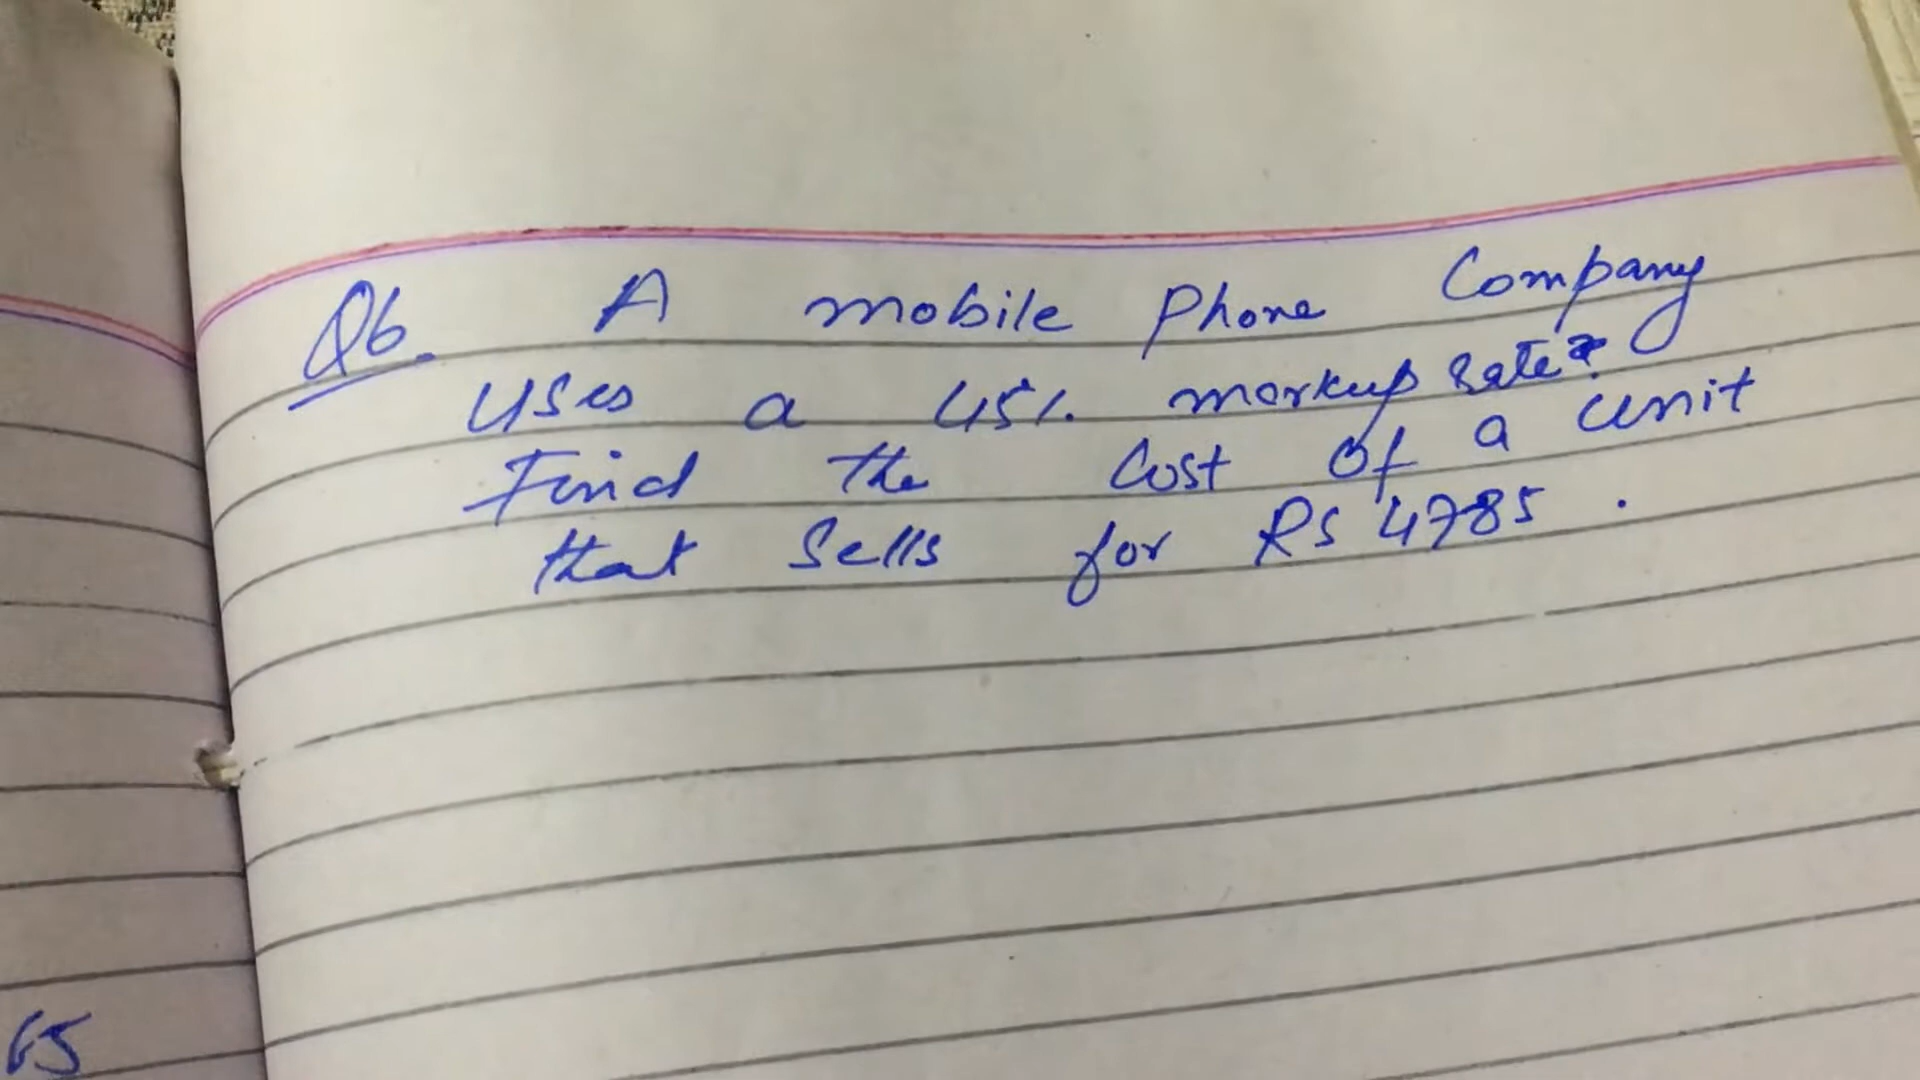 Q6. A mobile Phone Company
Uses a 45%. markup rate?
Find the Cost of a unit
that Sells for RS 4785 .
65